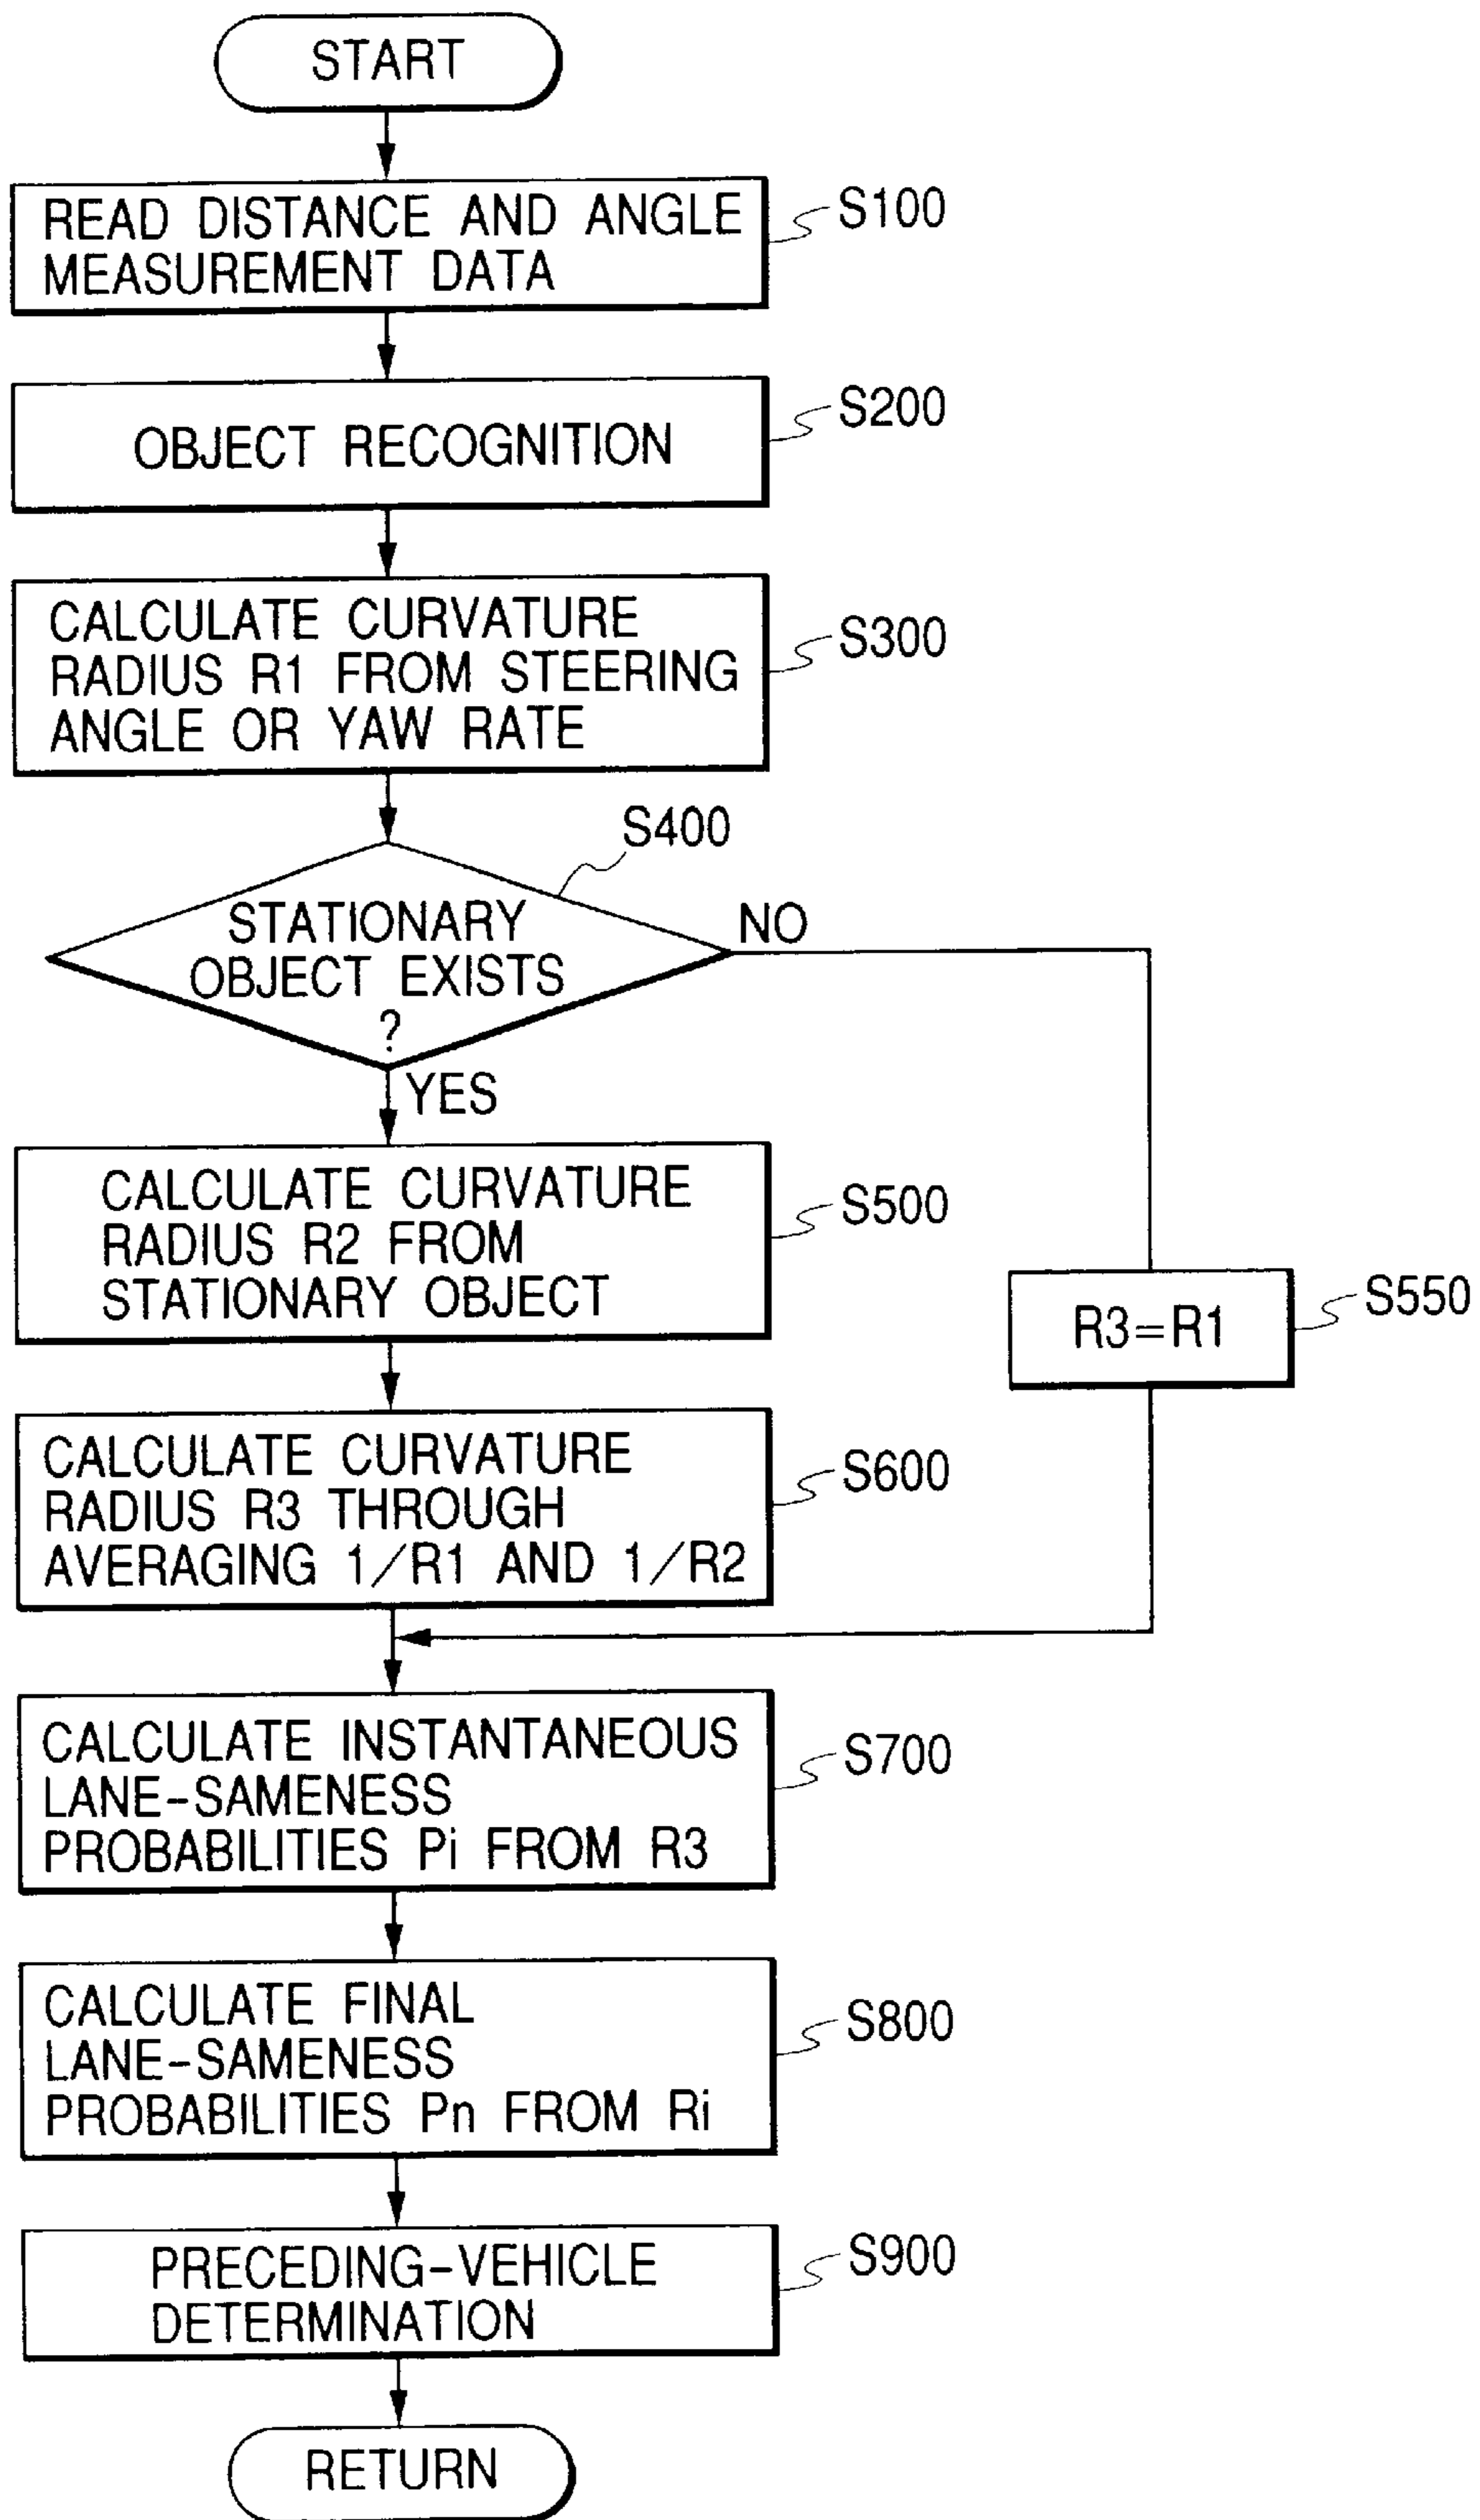 START
READ DISTANCE AND ANGLE
MEASUREMENT DATA
S100
OBJECT RECOGNITION
S200
CALCULATE CURVATURE
RADIUS R1 FROM STEERING
ANGLE OR YAW RATE
S300
S400
STATIONARY
OBJECT EXISTS
?
NO
YES
CALCULATE CURVATURE
RADIUS R2 FROM
STATIONARY OBJECT
S500
R3=R1
S550
CALCULATE CURVATURE
RADIUS R3 THROUGH
AVERAGING 1/R1 AND 1/R2
S600
CALCULATE INSTANTANEOUS
LANE-SAMENESS
PROBABILITIES Pi FROM R3
S700
CALCULATE FINAL
LANE-SAMENESS
PROBABILITIES Pn FROM Ri
S800
PRECEDING-VEHICLE
DETERMINATION
S900
RETURN